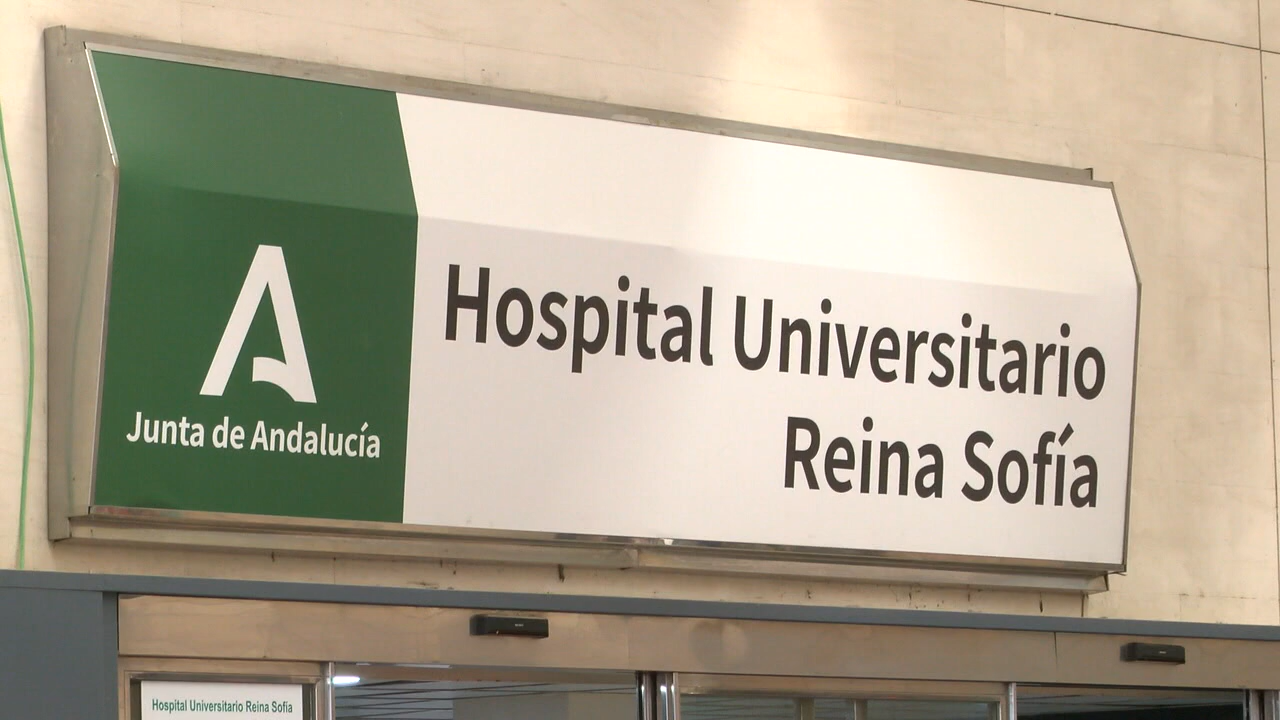 Junta de Andalucía
Hospital Universitario
Reina Sofía
Hospital Universitario Reina Sofía